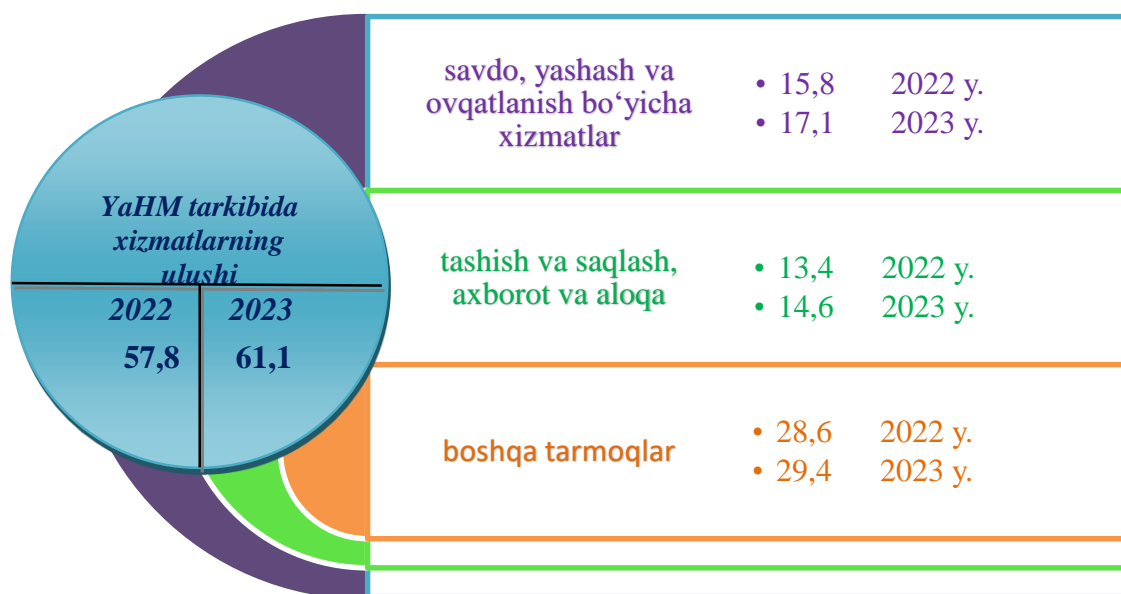 YaHM tarkibida
xizmatlarning
ulushi
2022 2023
57,8 61,1
savdo, yashash va
ovqatlanish bo‘yicha
xizmatlar
• 15,8 2022 y.
• 17,1 2023 y.
tashish va saqlash,
axborot va aloqa
• 13,4 2022 y.
• 14,6 2023 y.
boshqa tarmoqlar
• 28,6 2022 y.
• 29,4 2023 y.